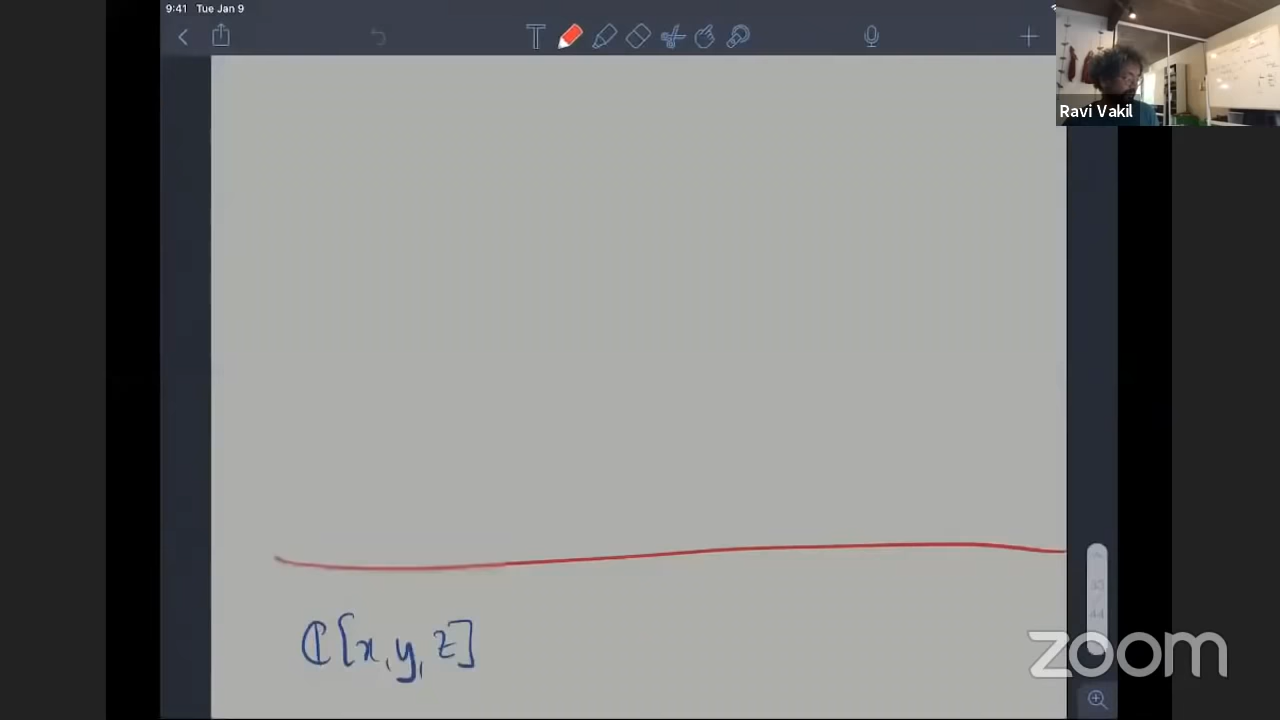 9:41 Tue Jan 9
Ravi Vakil
ℂ[x, y, z]
zoom